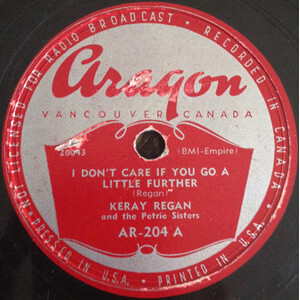 LICENSED FOR RADIO BROADCAST • RECORDED IN CANADA
Aragon
VANCOUVER CANADA
20043
(BMI-Empire)
I DON'T CARE IF YOU GO A
LITTLE FURTHER
(Regan)
KERAY REGAN
and the Petrie Sisters
AR-204 A
PRESSED IN U.S.A. • PRINTED IN U.S.A.